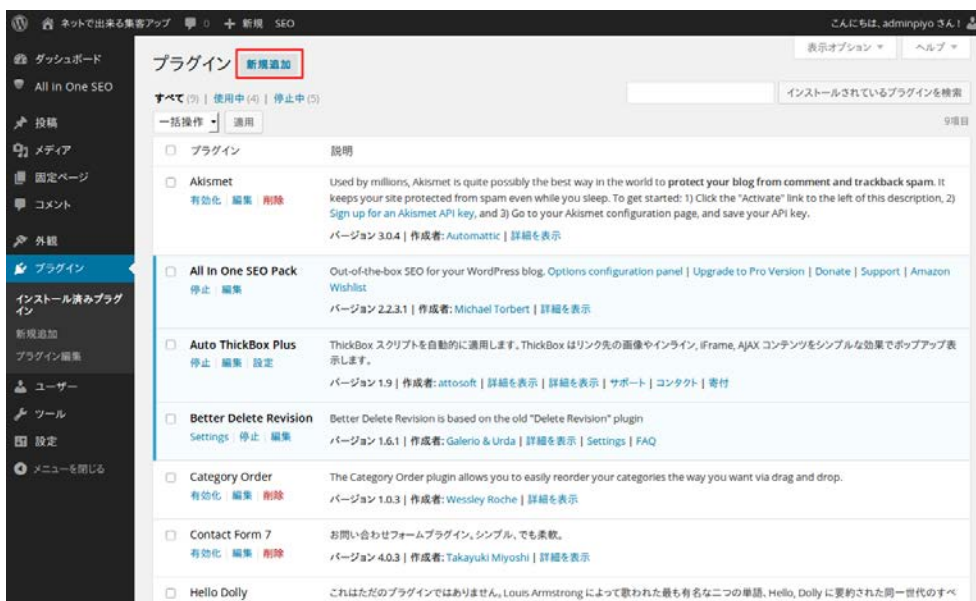 ネットで出来る集客アップ 0 + 新規 SEO こんにちは、adminpiyo さん！
ダッシュボード
All in One SEO
投稿
メディア
固定ページ
コメント
外観
プラグイン
インストール済みプラグイン
新規追加
プラグイン編集
ユーザー
ツール
設定
メニューを閉じる
表示オプション ▼ ヘルプ ▼
プラグイン 新規追加
すべて (9) | 使用中 (4) | 停止中 (5)
インストールされているプラグインを検索
一括操作 適用
9項目
プラグイン 説明
Akismet
有効化 | 編集 | 削除
Used by millions, Akismet is quite possibly the best way in the world to protect your blog from comment and trackback spam. It
keeps your site protected from spam even while you sleep. To get started: 1) Click the "Activate" link to the left of this description, 2)
Sign up for an Akismet API key, and 3) Go to your Akismet configuration page, and save your API key.
バージョン 3.0.4 | 作成者: Automattic | 詳細を表示
All In One SEO Pack
停止 | 編集
Out-of-the-box SEO for your WordPress blog. Options configuration panel | Upgrade to Pro Version | Donate | Support | Amazon
Wishlist
バージョン 2.2.3.1 | 作成者: Michael Torbert | 詳細を表示
Auto ThickBox Plus
停止 | 編集 | 設定
ThickBox スクリプトを自動的に適用します。ThickBox はリンク先の画像やインライン、iFrame, AJAX コンテンツをシンプルな効果でポップアップ表
示します。
バージョン 1.9 | 作成者: attosoft | 詳細を表示 | 詳細を表示 | サポート | コンタクト | 寄付
Better Delete Revision
Settings | 停止 | 編集
Better Delete Revision is based on the old "Delete Revision" plugin
バージョン 1.6.1 | 作成者: Galerio & Urda | 詳細を表示 | Settings | FAQ
Category Order
有効化 | 編集 | 削除
The Category Order plugin allows you to easily reorder your categories the way you want via drag and drop.
バージョン 1.0.3 | 作成者: Wessley Roche | 詳細を表示
Contact Form 7
有効化 | 編集 | 削除
お問い合わせフォームプラグイン。シンプル、でも柔軟。
バージョン 4.0.3 | 作成者: Takayuki Miyoshi | 詳細を表示
Hello Dolly
これはただのプラグインではありません。Louis Armstrong によって歌われた最も有名な二つの単語、Hello, Dolly に要約された同一世代のすべ